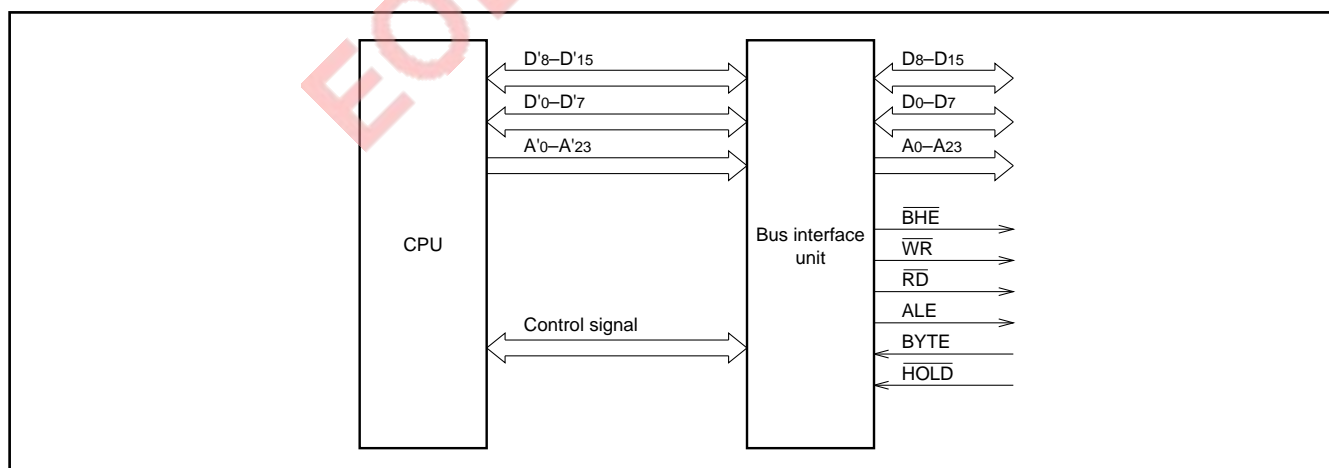 EOL
D'8–D'15
D8–D15
D'0–D'7
D0–D7
A'0–A'23
A0–A23
BHE
CPU
Bus interface
unit
WR
RD
Control signal
ALE
BYTE
HOLD